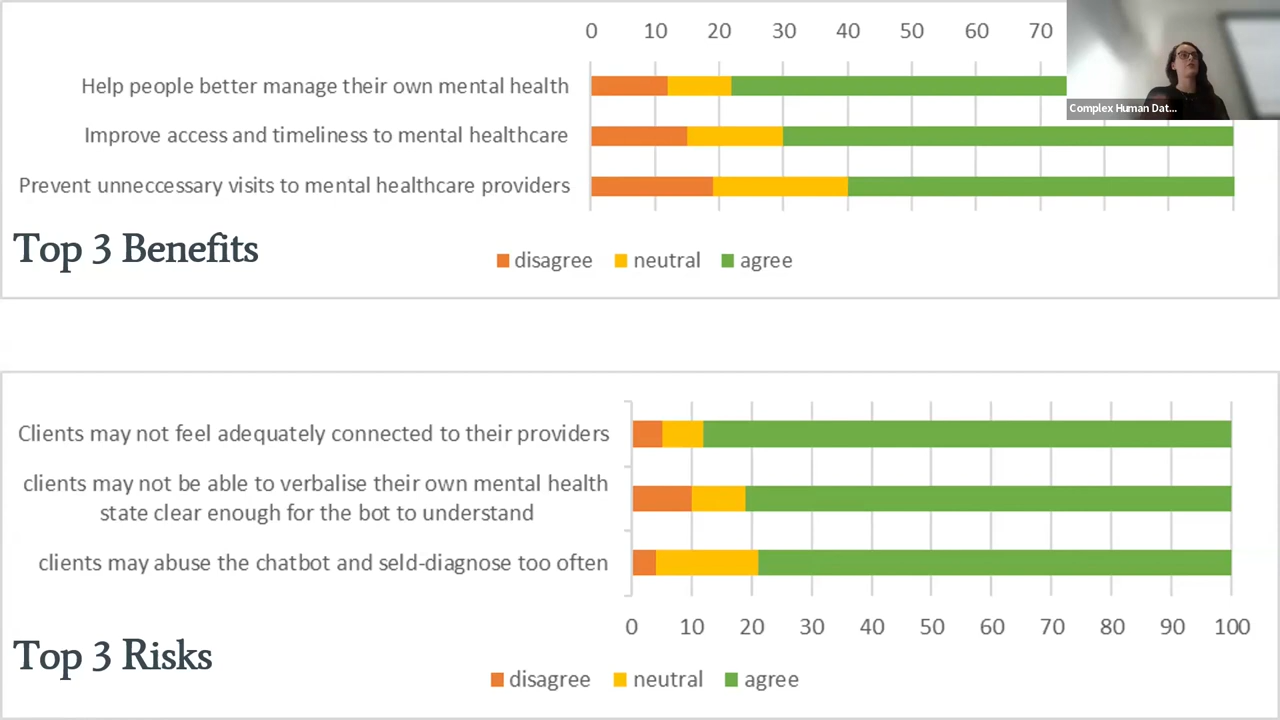 0 10 20 30 40 50 60 70
Help people better manage their own mental health
Improve access and timeliness to mental healthcare
Prevent unneccessary visits to mental healthcare providers
Top 3 Benefits
disagree neutral agree
Complex Human Dat...
Clients may not feel adequately connected to their providers
clients may not be able to verbalise their own mental health
state clear enough for the bot to understand
clients may abuse the chatbot and seld-diagnose too often
0 10 20 30 40 50 60 70 80 90 100
Top 3 Risks
disagree neutral agree